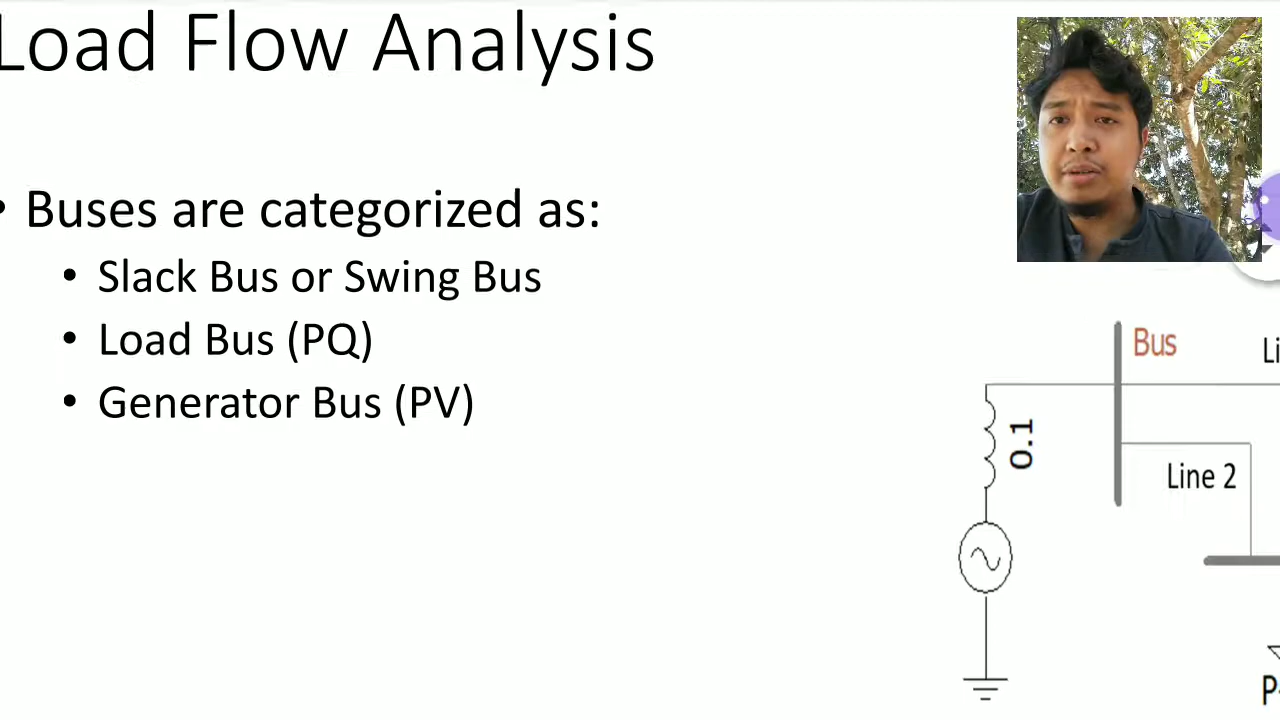 Load Flow Analysis
• Buses are categorized as:
• Slack Bus or Swing Bus
• Load Bus (PQ)
• Generator Bus (PV)
Bus
Li
0.1
Line 2
P